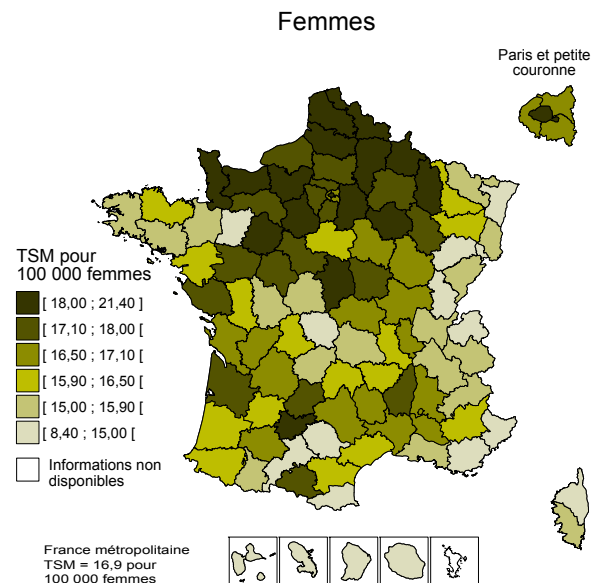 Femmes
Paris et petite
couronne
TSM pour
100 000 femmes
[ 18,00 ; 21,40 ]
[ 17,10 ; 18,00 [
[ 16,50 ; 17,10 [
[ 15,90 ; 16,50 [
[ 15,00 ; 15,90 [
[ 8,40 ; 15,00 [
Informations non
disponibles
France métropolitaine
TSM = 16,9 pour
100 000 femmes